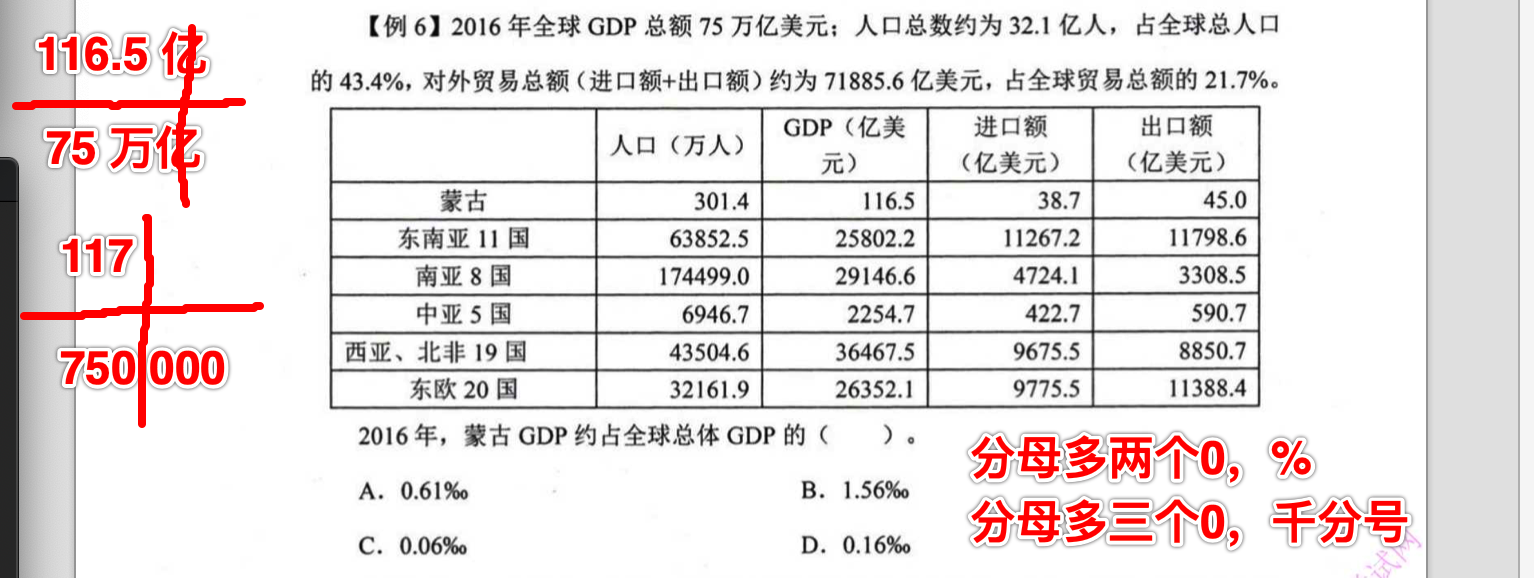 【例 6】2016 年全球 GDP 总额 75 万亿美元；人口总数约为 32.1 亿人，占全球总人口
的 43.4%，对外贸易总额（进口额+出口额）约为 71885.6 亿美元，占全球贸易总额的 21.7%。
116.5 亿
75 万亿
117
750 000
人口（万人） GDP（亿美元） 进口额（亿美元） 出口额（亿美元）
蒙古 301.4 116.5 38.7 45.0
东南亚 11 国 63852.5 25802.2 11267.2 11798.6
南亚 8 国 174499.0 29146.6 4724.1 3308.5
中亚 5 国 6946.7 2254.7 422.7 590.7
西亚、北非 19 国 43504.6 36467.5 9675.5 8850.7
东欧 20 国 32161.9 26352.1 9775.5 11388.4
2016 年，蒙古 GDP 约占全球总体 GDP 的（ ）。
A．0.61‰ B．1.56‰
C．0.06‰ D．0.16‰
分母多两个0，%
分母多三个0，千分号
试网